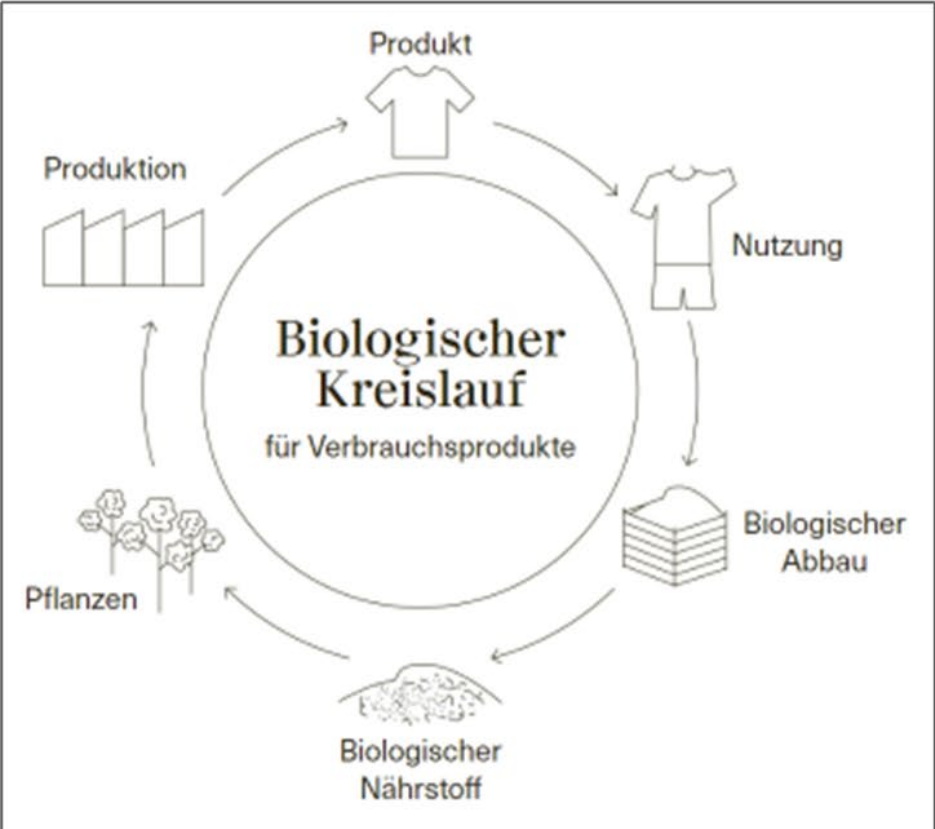 Produkt
Produktion
Nutzung
Biologischer
Kreislauf
für Verbrauchsprodukte
Biologischer
Abbau
Pflanzen
Biologischer
Nährstoff